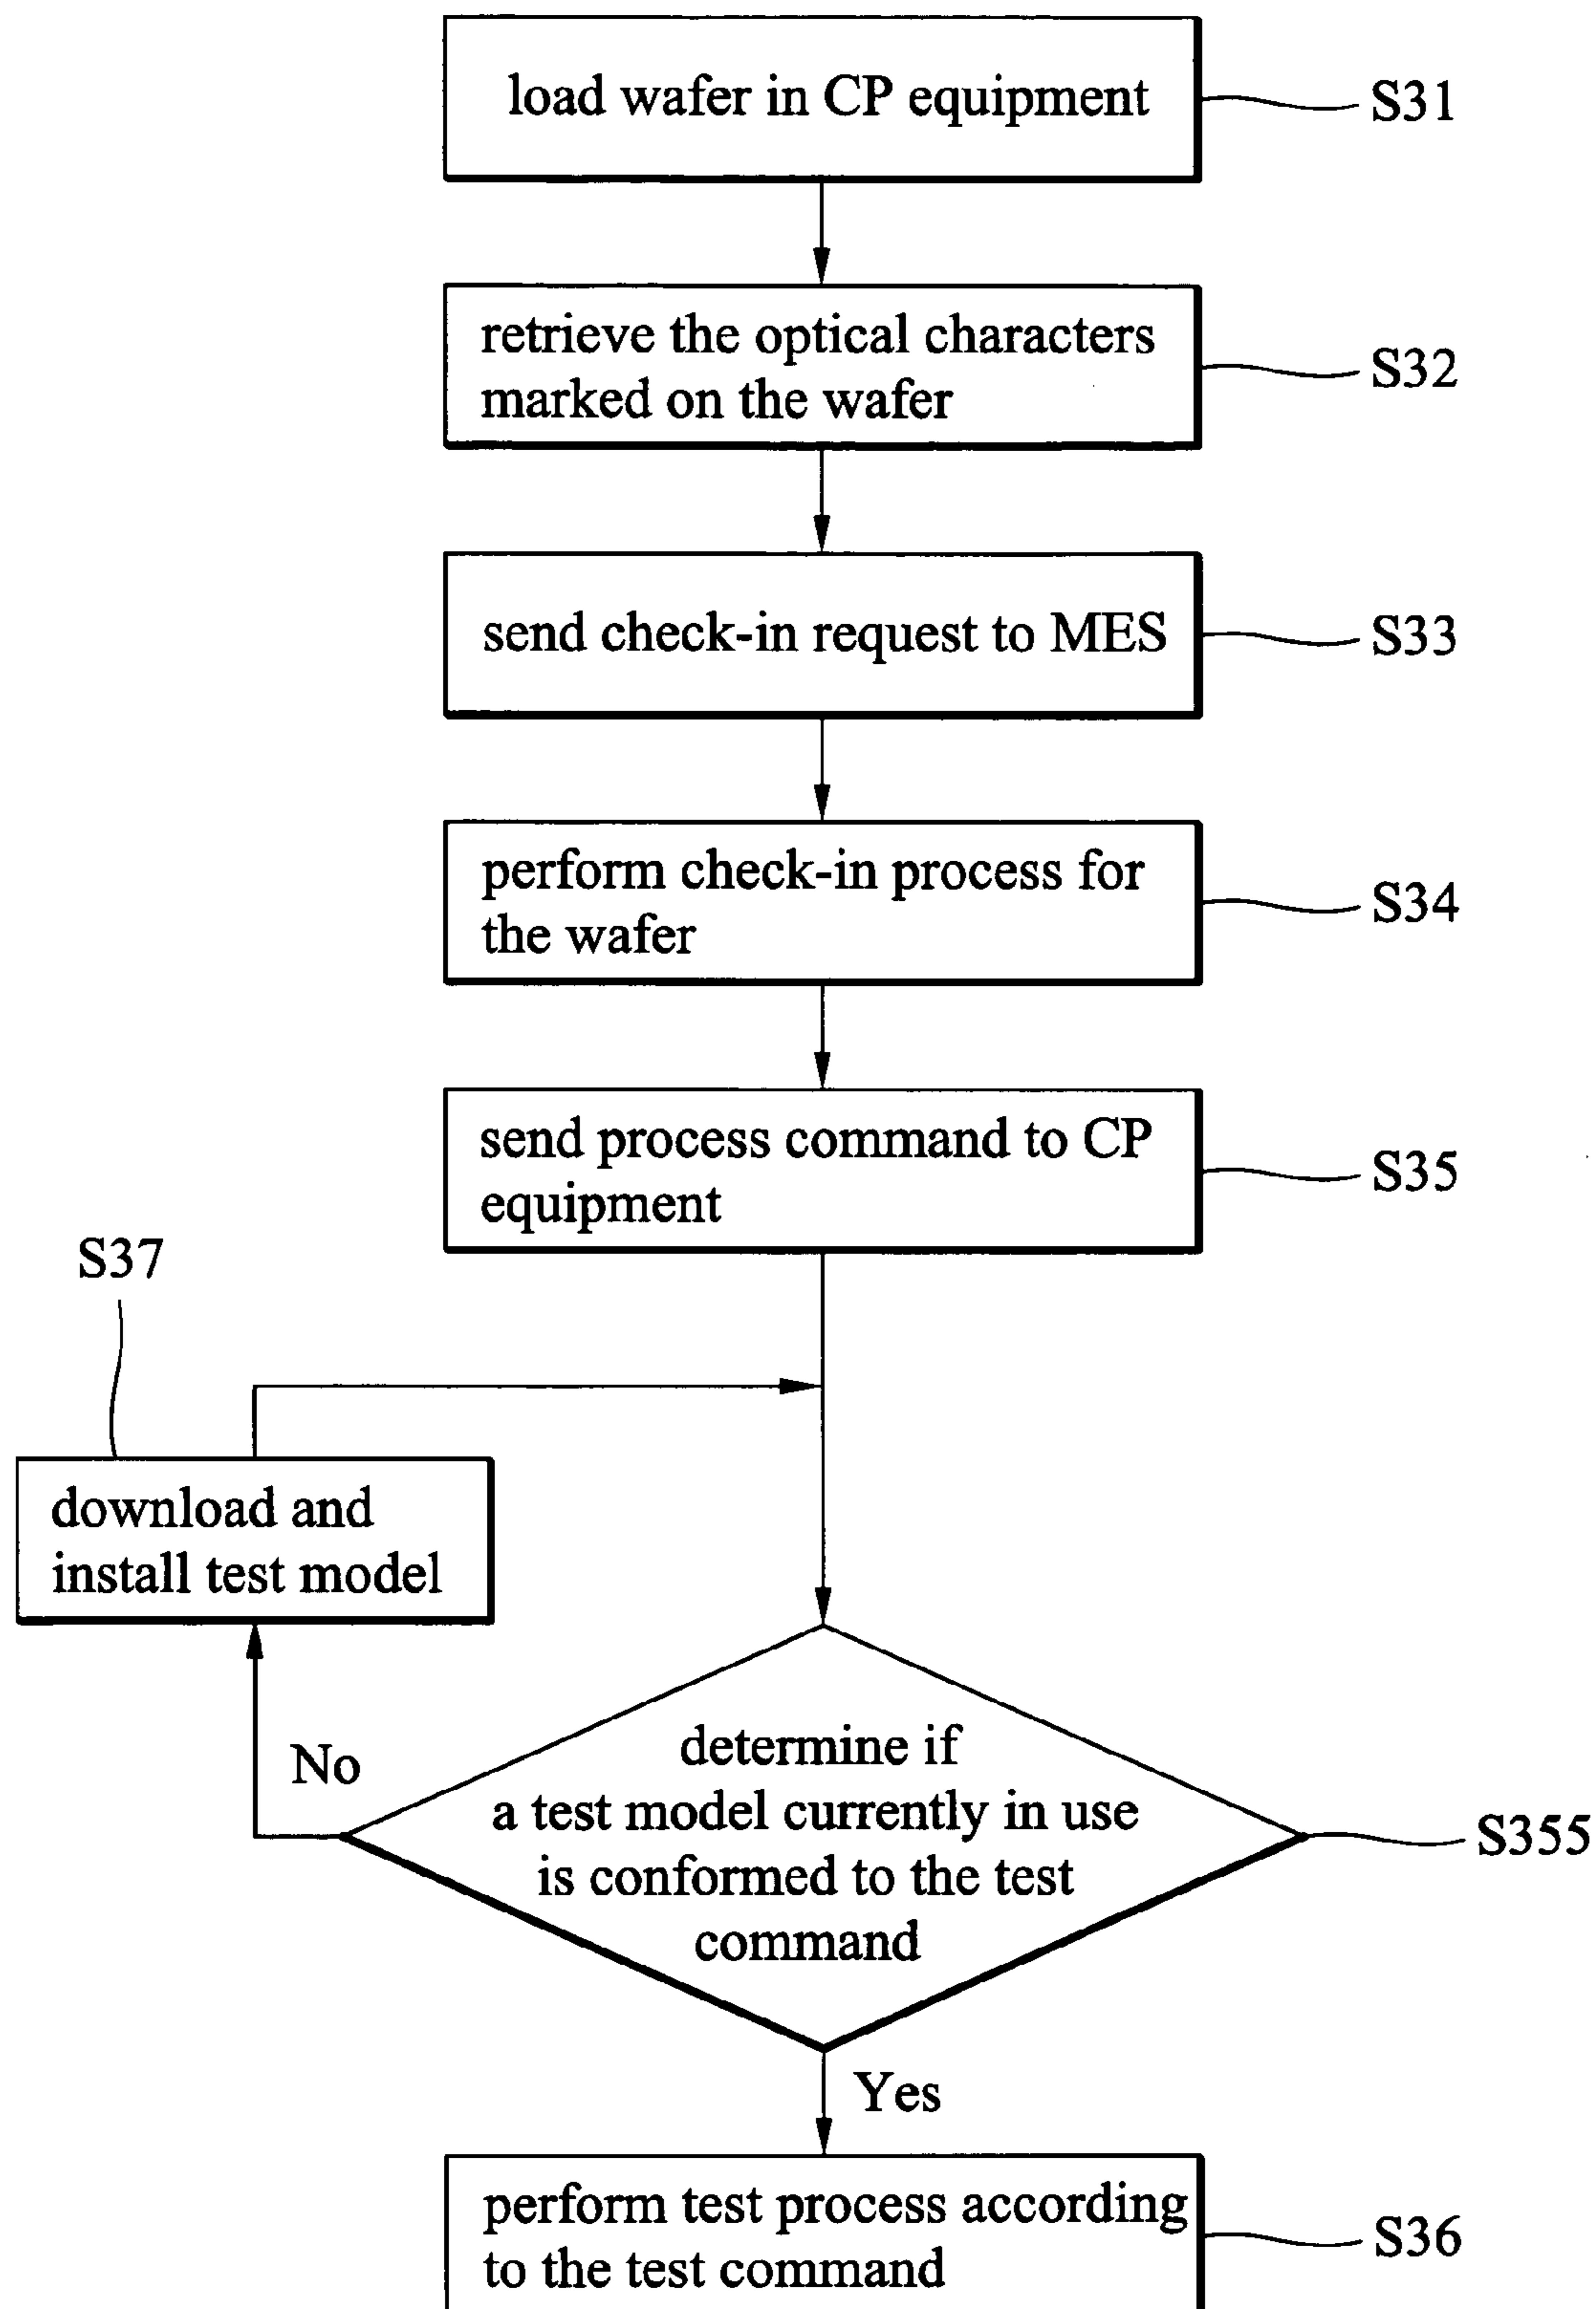 load wafer in CP equipment
S31
retrieve the optical characters
marked on the wafer
S32
send check-in request to MES
S33
perform check-in process for
the wafer
S34
send process command to CP
equipment
S35
S37
download and
install test model
No
determine if
a test model currently in use
is conformed to the test
command
S355
Yes
perform test process according
to the test command
S36